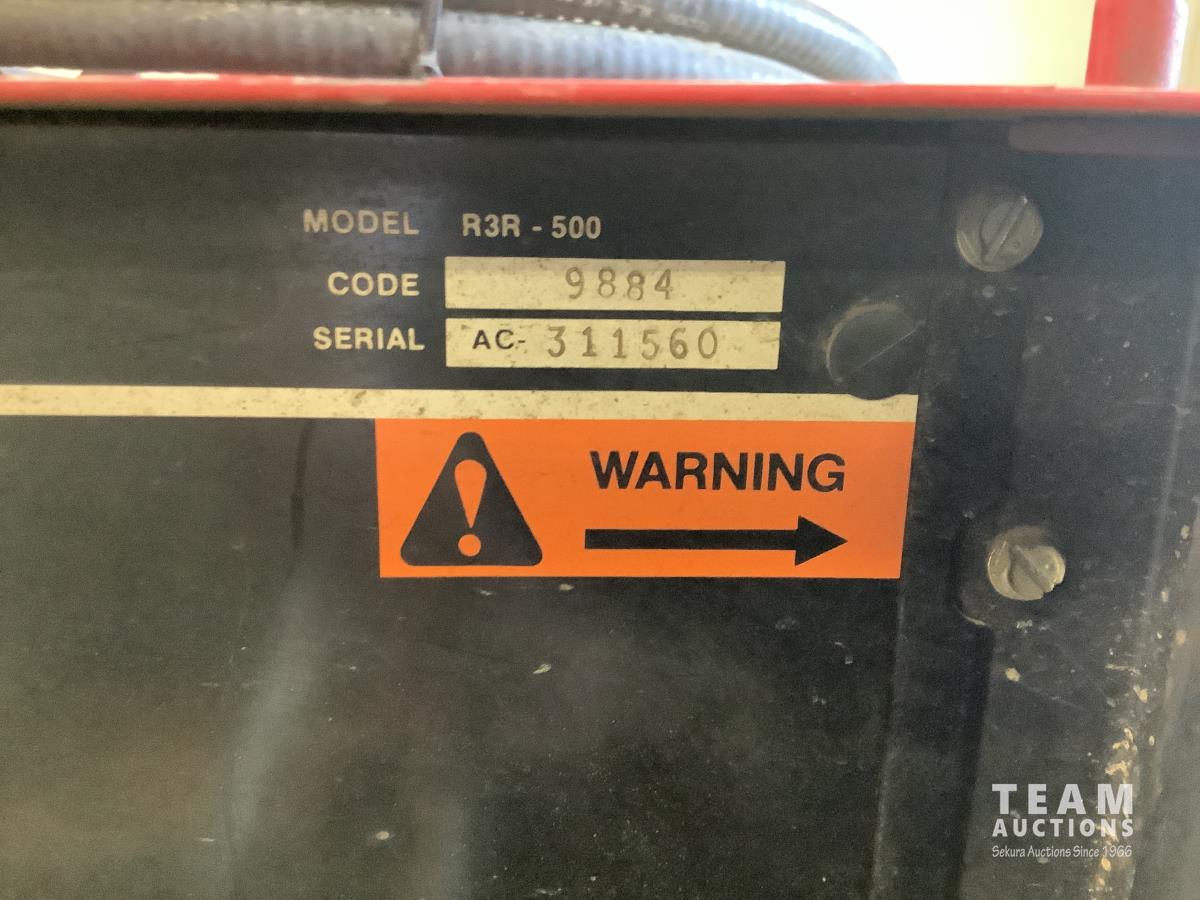 MODEL R3R - 500
CODE 9884
SERIAL AC- 311560
WARNING
TEAM
AUCTIONS
Sekura Auctions Since 1966